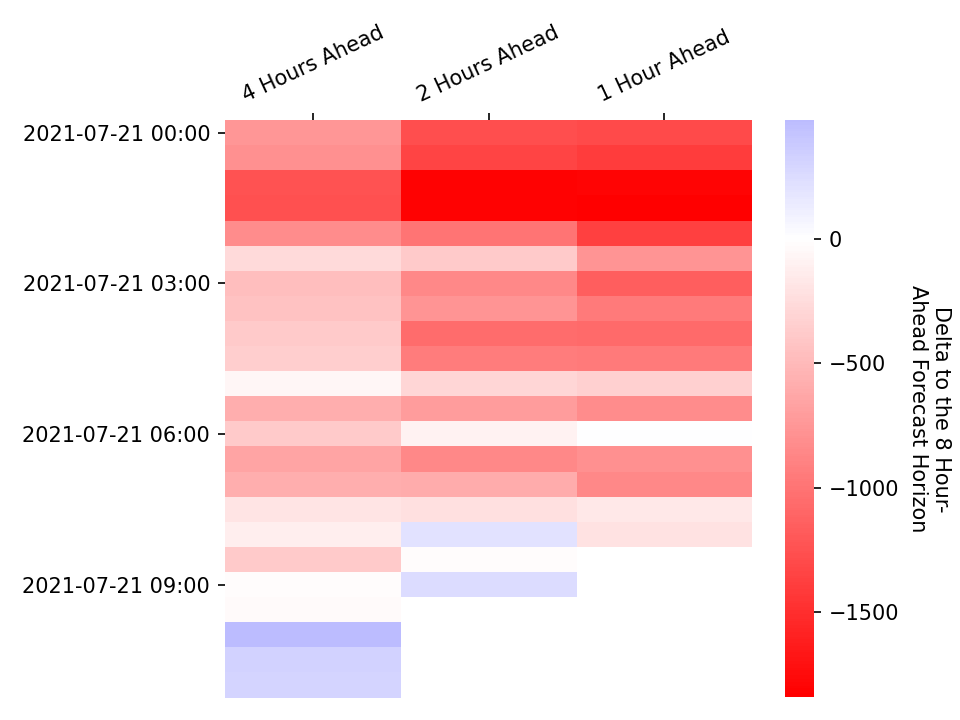 4 Hours Ahead
2 Hours Ahead
1 Hour Ahead
2021-07-21 00:00
2021-07-21 03:00
2021-07-21 06:00
2021-07-21 09:00
0
−500
−1000
−1500
Delta to the 8 Hour-
Ahead Forecast Horizon